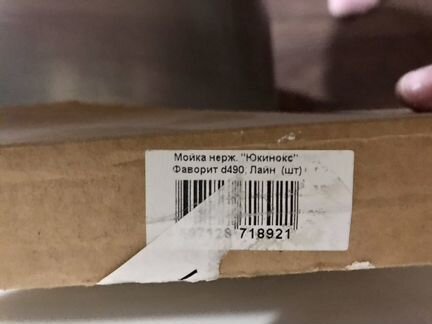 Мойка нерж. "Юкинокс"
Фаворит d490. Лайн (шт)
718921